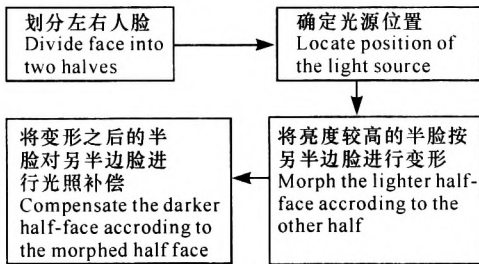 划分左右人脸
Divide face into
two halves
确定光源位置
Locate position of
the light source
将亮度较高的半脸按
另半边脸进行变形
Morph the lighter half-
face accroding to the
other half
将变形之后的半
脸对另半边脸进
行光照补偿
Compensate the darker
half-face accroding to
the morphed half face